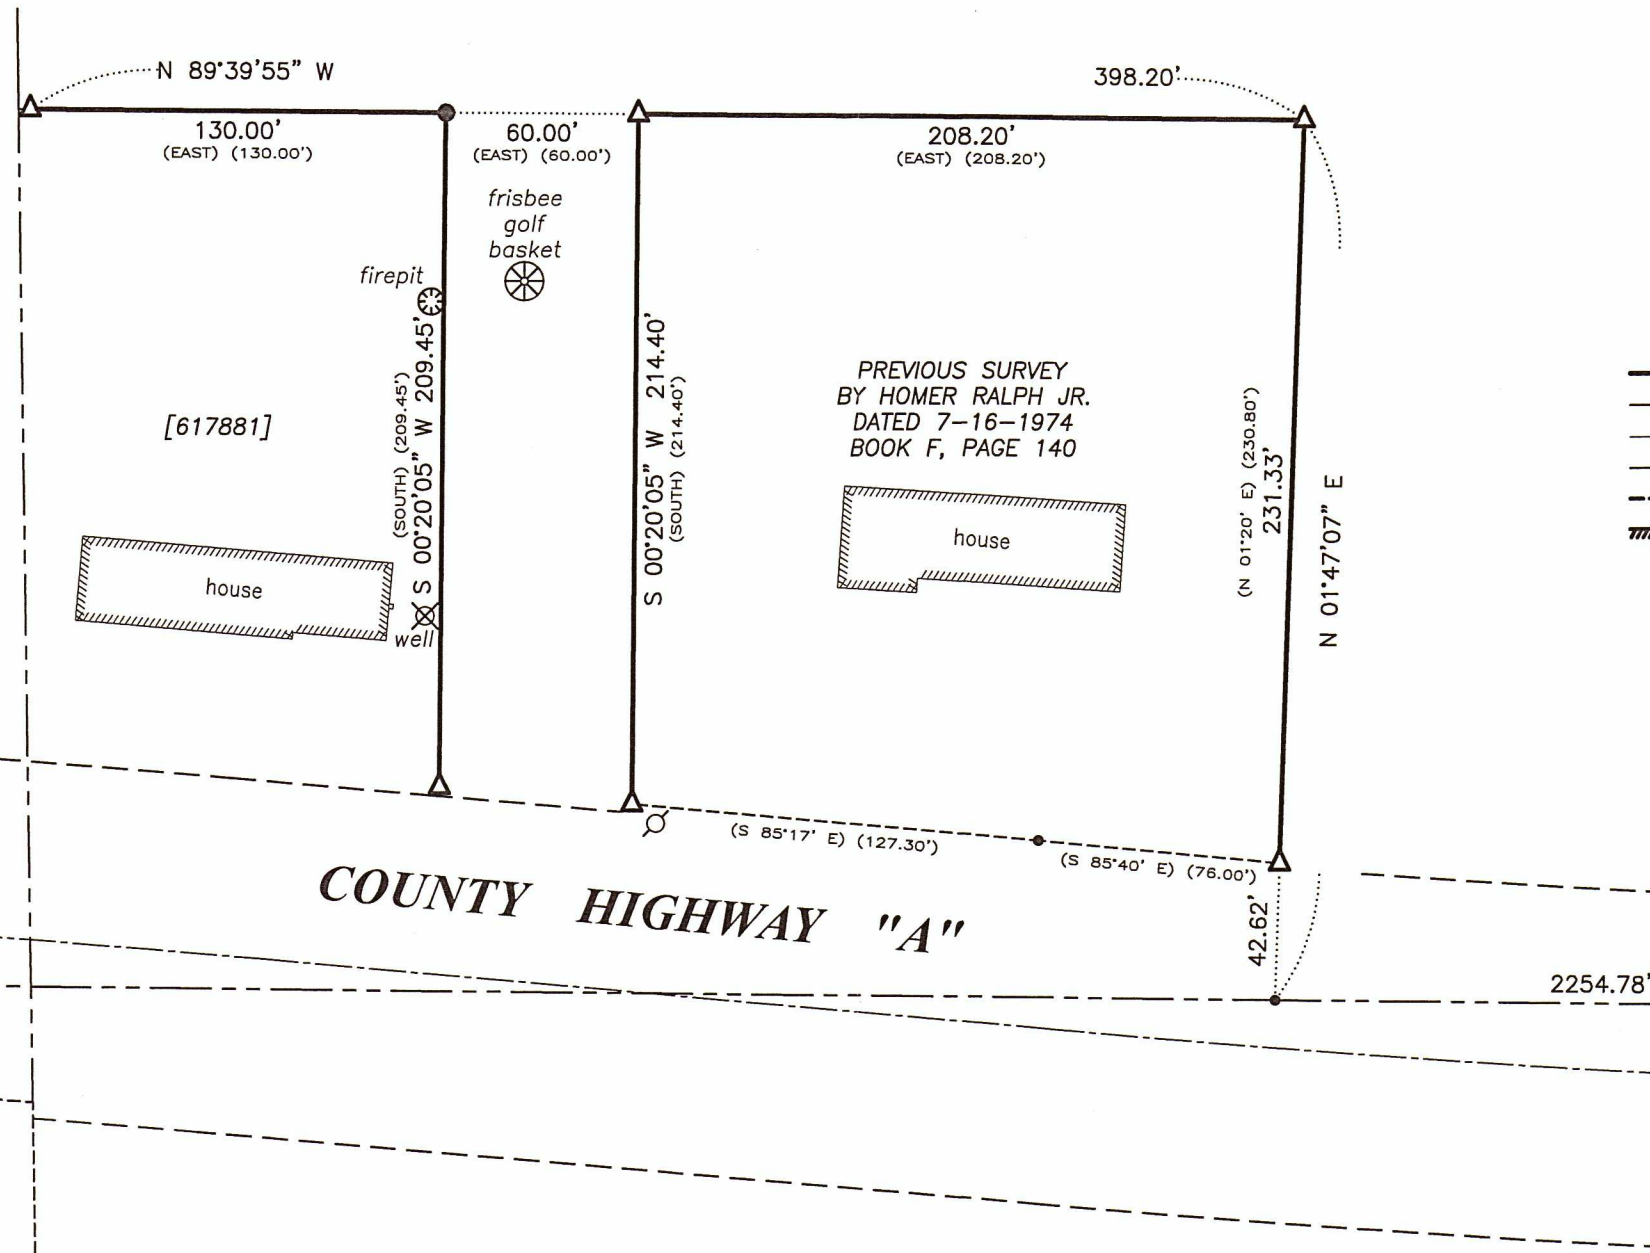 N 89°39'55" W
398.20'
130.00'
(EAST) (130.00')
60.00'
(EAST) (60.00')
208.20'
(EAST) (208.20')
frisbee
golf
basket
firepit
[617881]
(SOUTH) (209.45')
S 00°20'05" W 209.45'
S 00°20'05" W 214.40'
(SOUTH) (214.40')
PREVIOUS SURVEY
BY HOMER RALPH JR.
DATED 7-16-1974
BOOK F, PAGE 140
(N 01°20' E) (230.80')
231.33'
N 01°47'07" E
house
house
well
(S 85°17' E) (127.30')
(S 85°40' E) (76.00')
COUNTY HIGHWAY "A"
42.62'
2254.78'